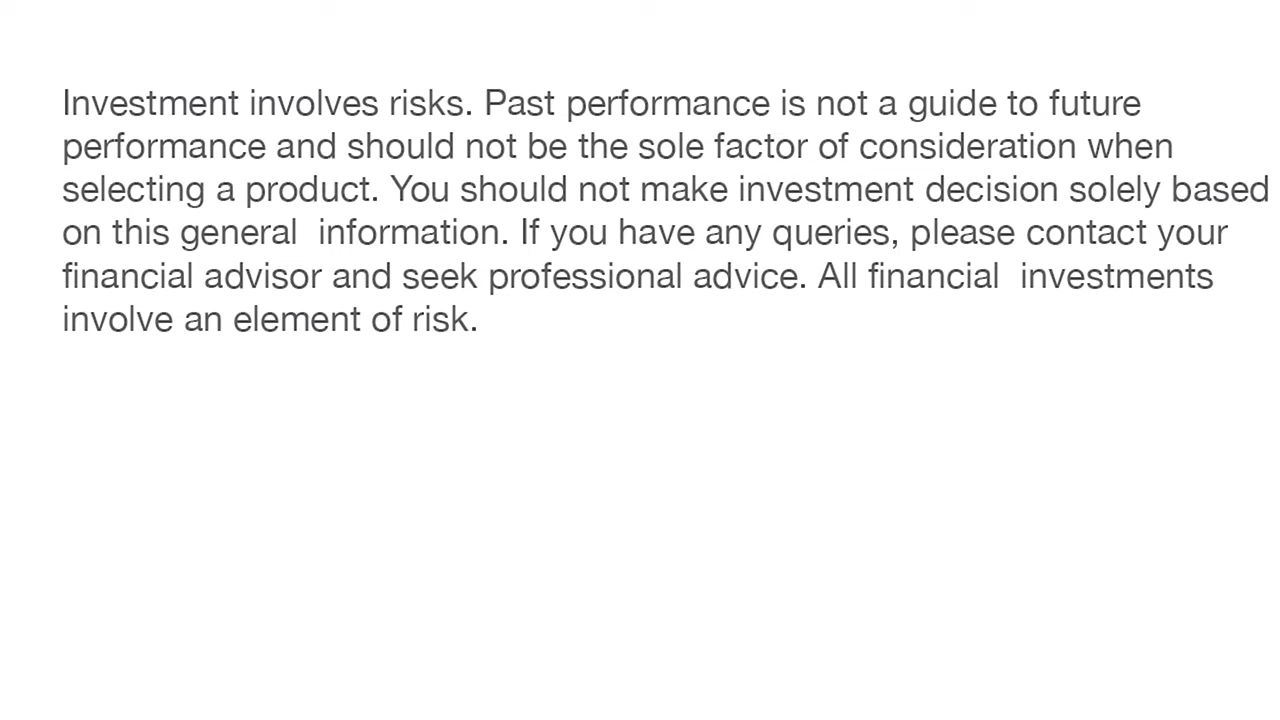 Investment involves risks. Past performance is not a guide to future
performance and should not be the sole factor of consideration when
selecting a product. You should not make investment decision solely based
on this general  information. If you have any queries, please contact your
financial advisor and seek professional advice. All financial  investments
involve an element of risk.